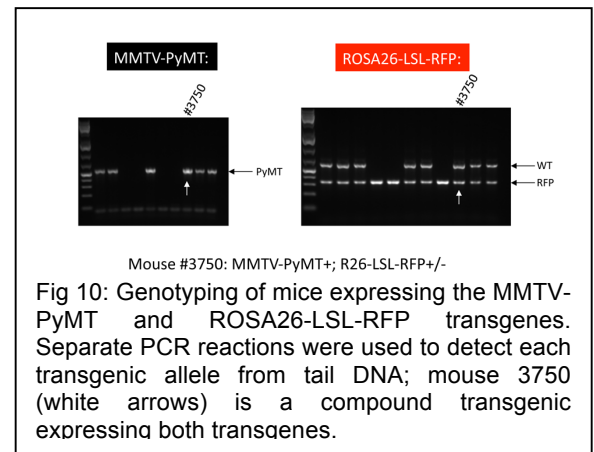 MMTV-PyMT:
ROSA26-LSL-RFP:
#3750
#3750
PyMT
WT
RFP
Mouse #3750: MMTV-PyMT+; R26-LSL-RFP+/-
Fig 10: Genotyping of mice expressing the MMTV-
PyMT and ROSA26-LSL-RFP transgenes.
Separate PCR reactions were used to detect each
transgenic allele from tail DNA; mouse 3750
(white arrows) is a compound transgenic
expressing both transgenes.